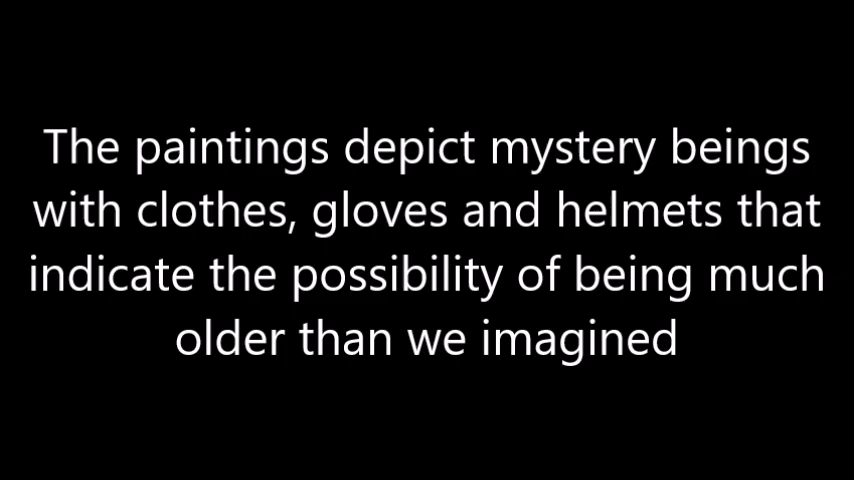 The paintings depict mystery beings
with clothes, gloves and helmets that
indicate the possibility of being much
older than we imagined